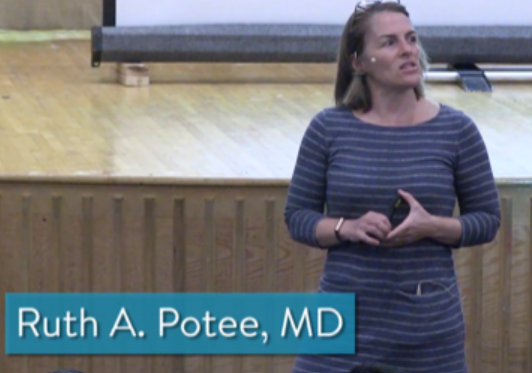 Ruth A. Potee, MD